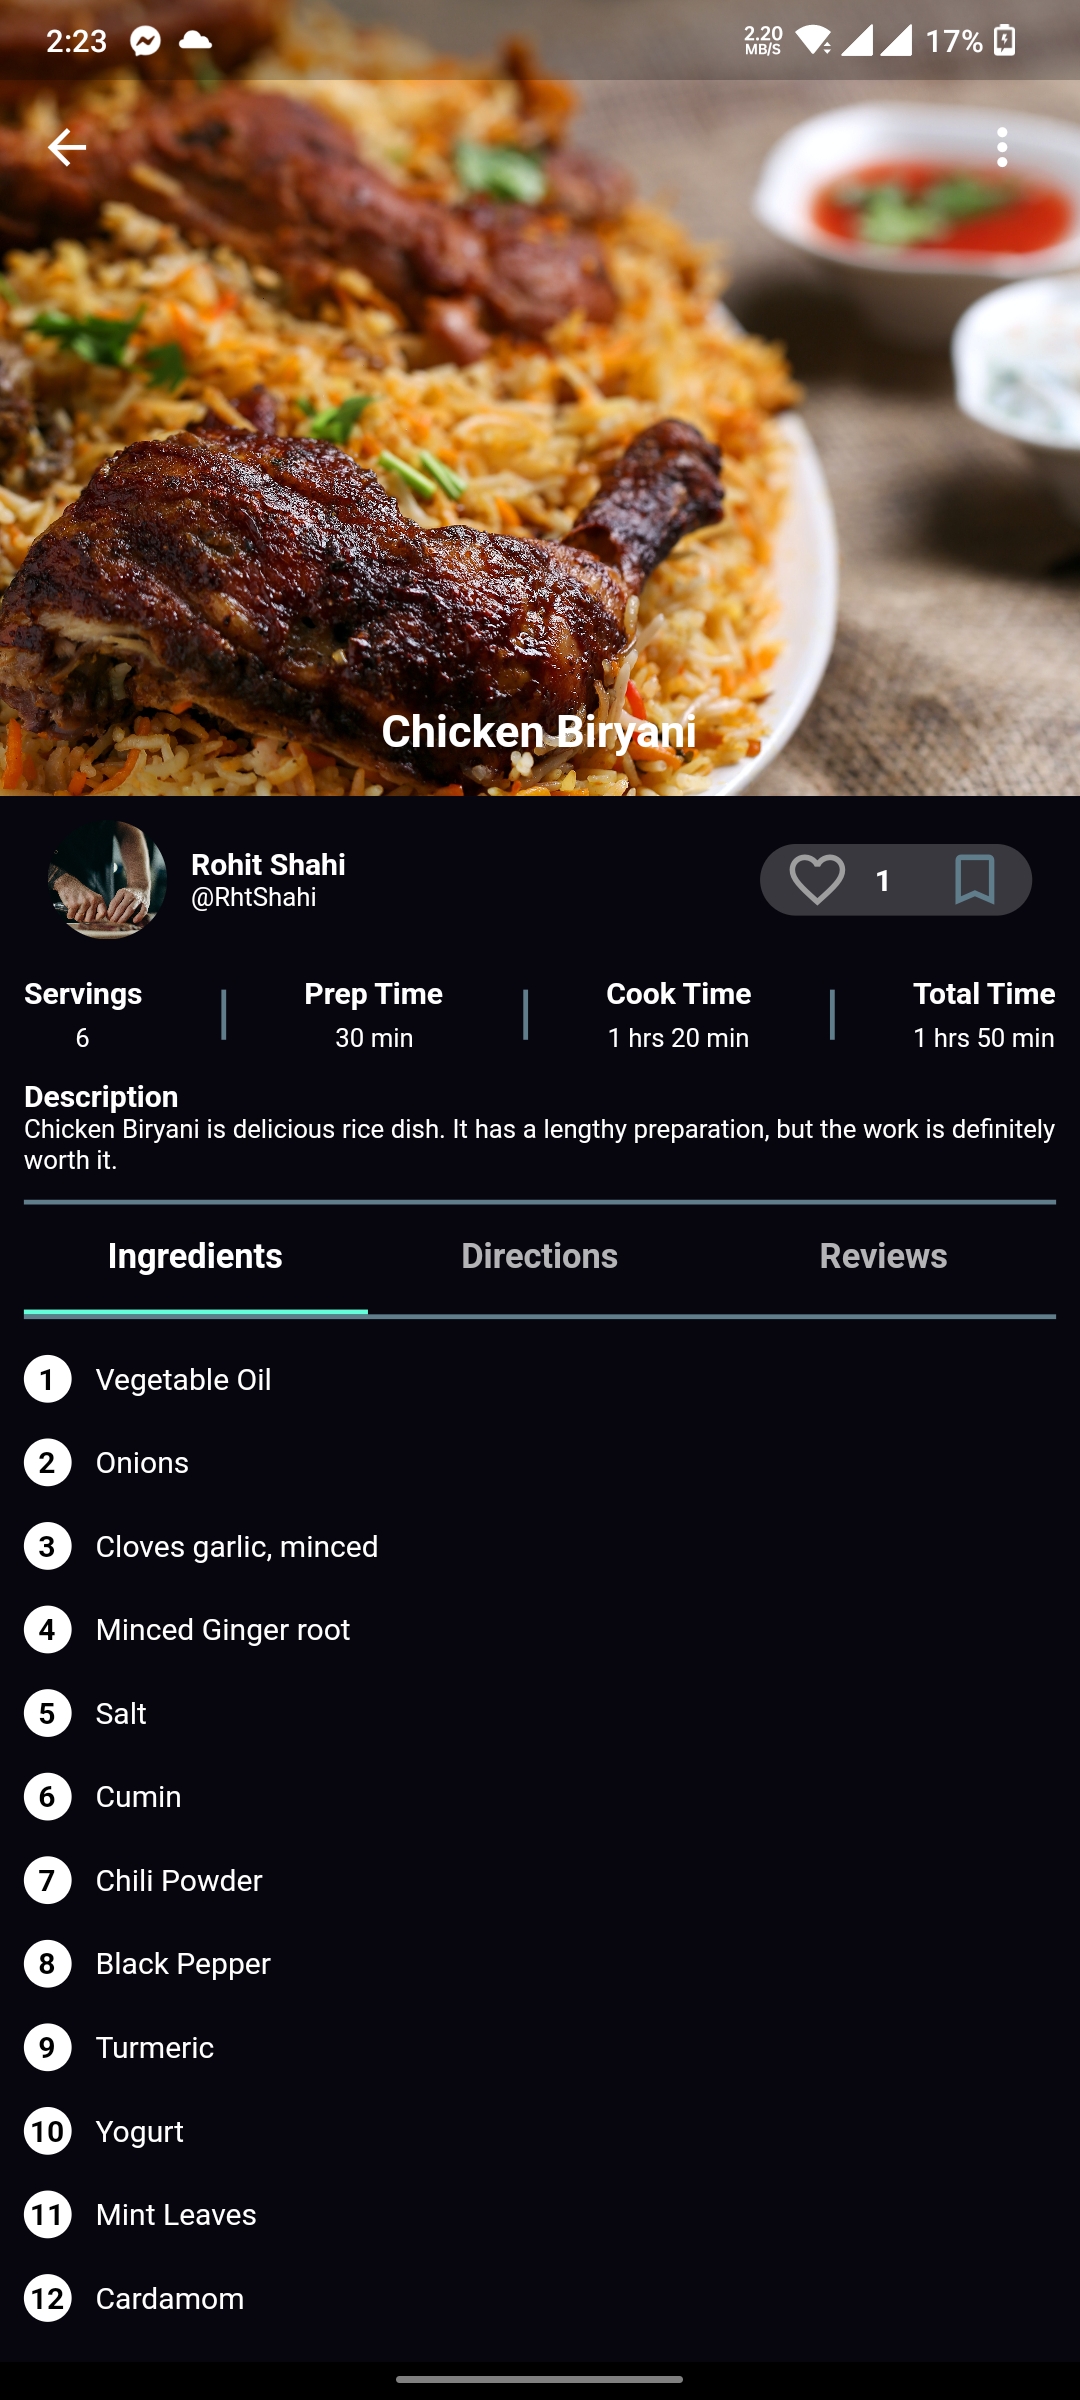 2:23
2.20
MB/S
17%
Chicken Biryani
Rohit Shahi
@RhtShahi
1
Servings
6
Prep Time
30 min
Cook Time
1 hrs 20 min
Total Time
1 hrs 50 min
Description
Chicken Biryani is delicious rice dish. It has a lengthy preparation, but the work is definitely
worth it.
Ingredients
Directions
Reviews
1 Vegetable Oil
2 Onions
3 Cloves garlic, minced
4 Minced Ginger root
5 Salt
6 Cumin
7 Chili Powder
8 Black Pepper
9 Turmeric
10 Yogurt
11 Mint Leaves
12 Cardamom